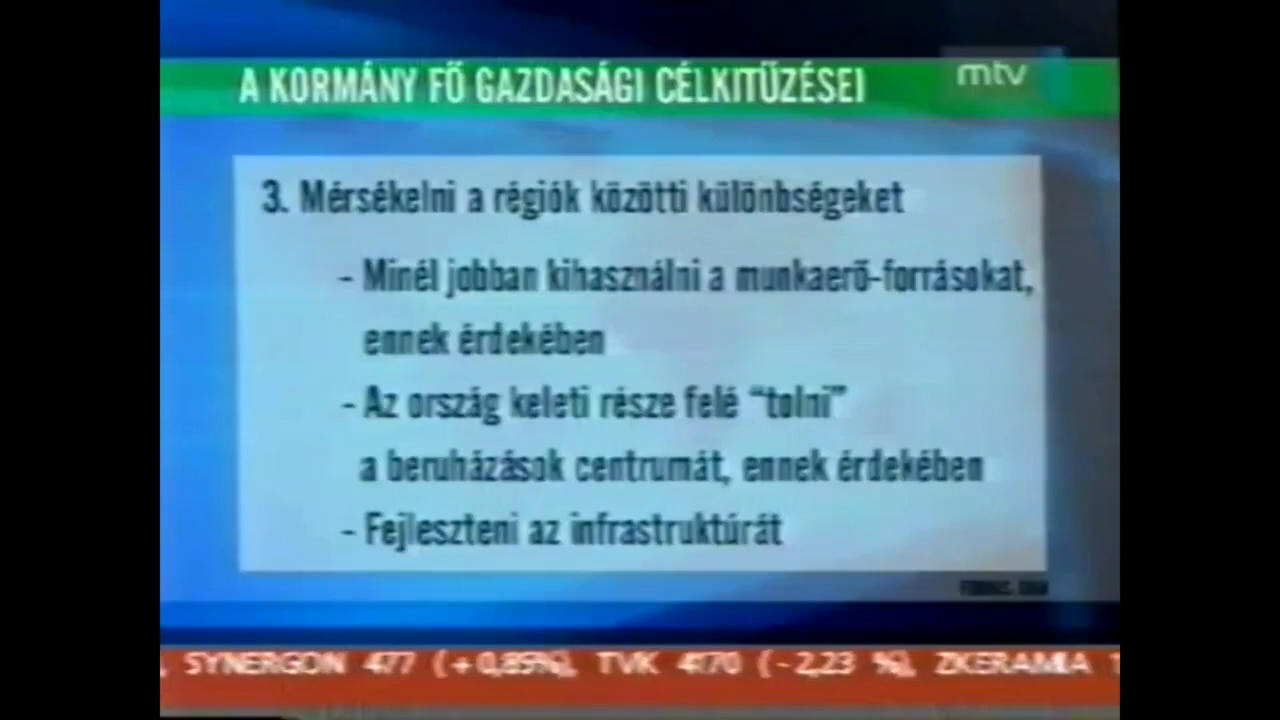 A KORMÁNY FŐ GAZDASÁGI CÉLKITŰZÉSEI
mtv
3. Mérsékelni a régiók közötti különbségeket
- Minél jobban kihasználni a munkaerő-forrásokat,
ennek érdekében
- Az ország keleti része felé “tolni”
a beruházások centrumát, ennek érdekében
- Fejleszteni az infrastruktúrát
. SYNERGON 477 (+0,85%), TVK 4170 (-2,23 %), ZKERAMIA 1